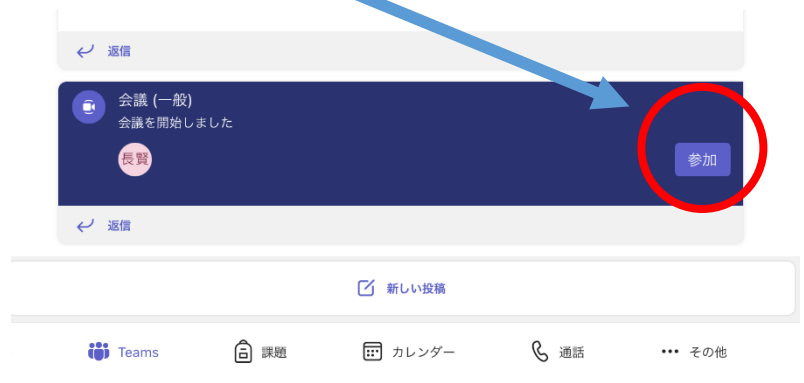 返信
会議 (一般)
会議を開始しました
長賢
参加
返信
新しい投稿
Teams 課題 カレンダー 通話 その他